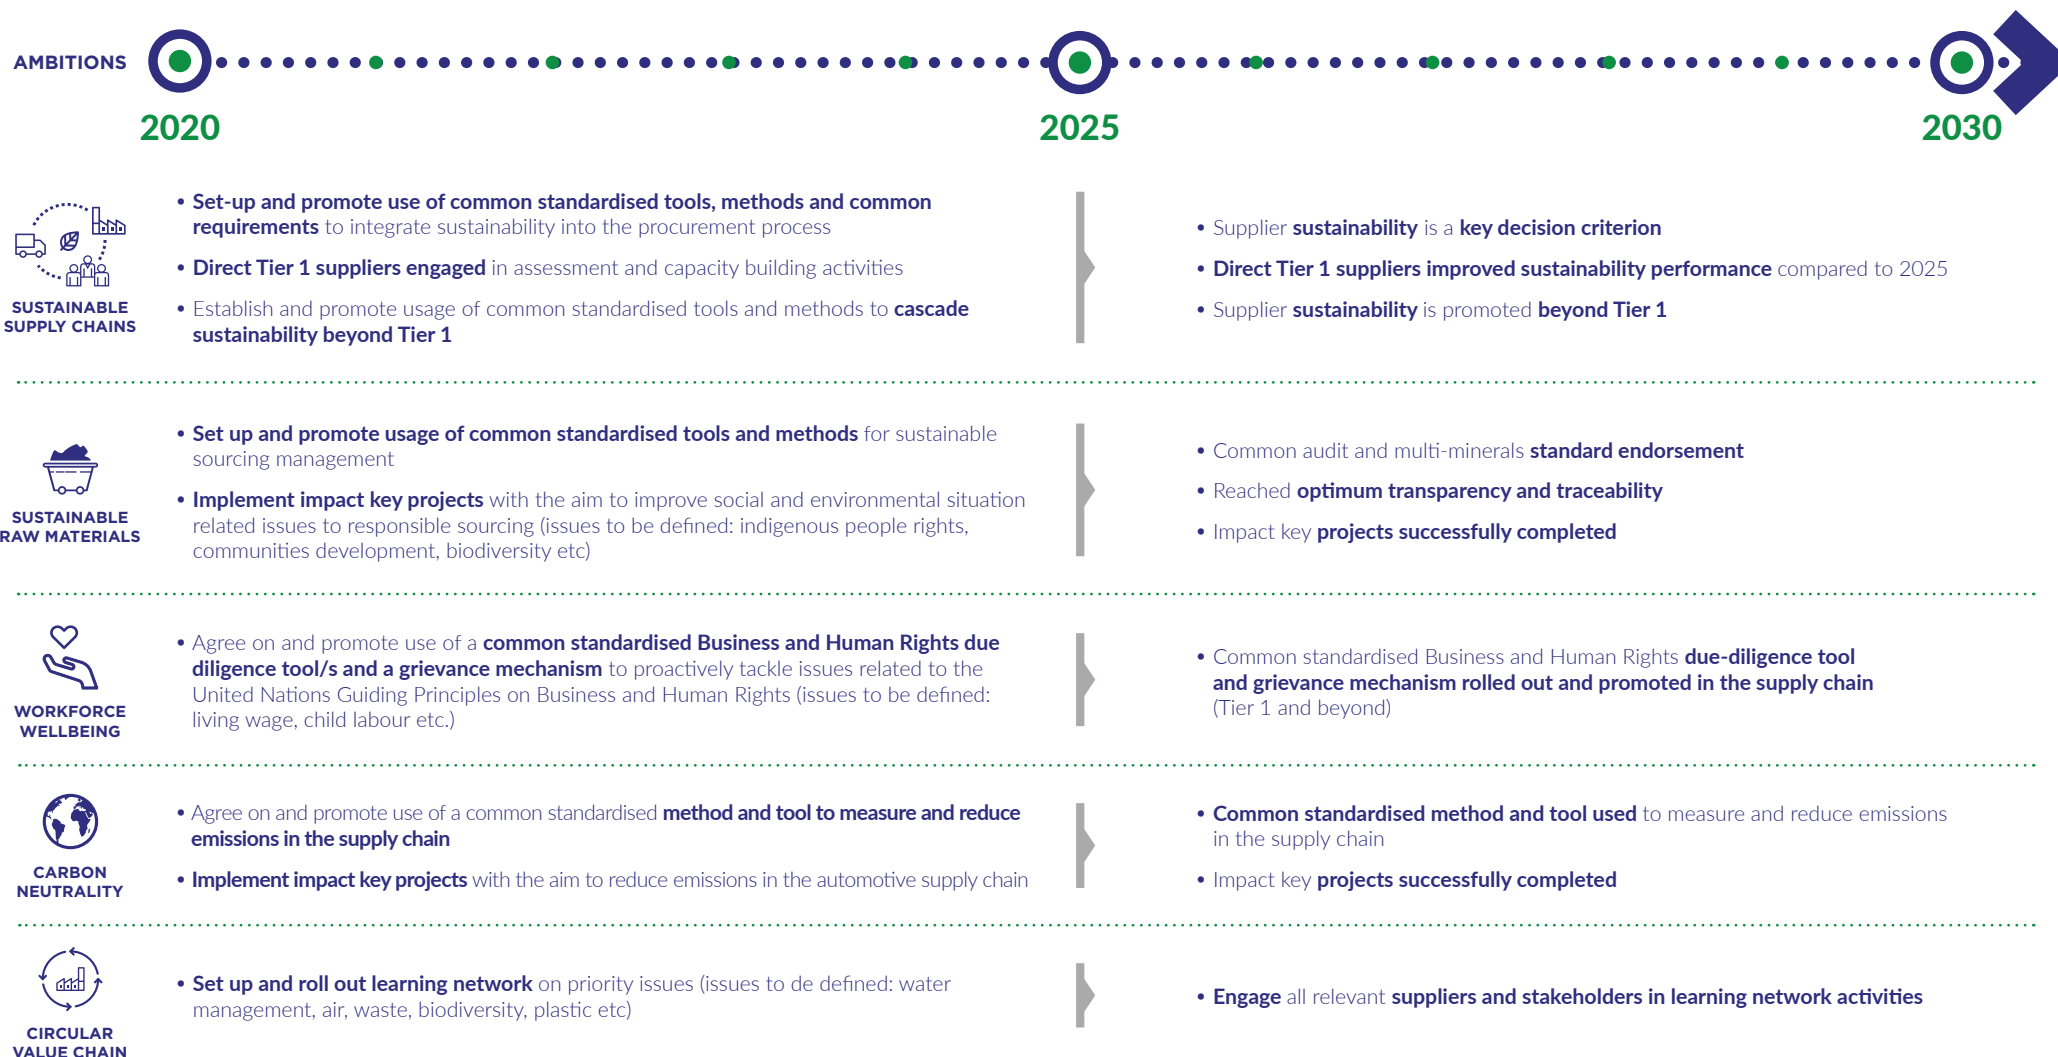 AMBITIONS
2020
2025
2030
SUSTAINABLE
SUPPLY CHAINS
• Set-up and promote use of common standardised tools, methods and common
requirements to integrate sustainability into the procurement process
• Direct Tier 1 suppliers engaged in assessment and capacity building activities
• Establish and promote usage of common standardised tools and methods to cascade
sustainability beyond Tier 1
• Supplier sustainability is a key decision criterion
• Direct Tier 1 suppliers improved sustainability performance compared to 2025
• Supplier sustainability is promoted beyond Tier 1
SUSTAINABLE
RAW MATERIALS
• Set up and promote usage of common standardised tools and methods for sustainable
sourcing management
• Implement impact key projects with the aim to improve social and environmental situation
related issues to responsible sourcing (issues to be defined: indigenous people rights,
communities development, biodiversity etc)
• Common audit and multi-minerals standard endorsement
• Reached optimum transparency and traceability
• Impact key projects successfully completed
WORKFORCE
WELLBEING
• Agree on and promote use of a common standardised Business and Human Rights due
diligence tool/s and a grievance mechanism to proactively tackle issues related to the
United Nations Guiding Principles on Business and Human Rights (issues to be defined:
living wage, child labour etc.)
• Common standardised Business and Human Rights due-diligence tool
and grievance mechanism rolled out and promoted in the supply chain
(Tier 1 and beyond)
CARBON
NEUTRALITY
• Agree on and promote use of a common standardised method and tool to measure and reduce
emissions in the supply chain
• Implement impact key projects with the aim to reduce emissions in the automotive supply chain
• Common standardised method and tool used to measure and reduce emissions
in the supply chain
• Impact key projects successfully completed
CIRCULAR
VALUE CHAIN
• Set up and roll out learning network on priority issues (issues to de defined: water
management, air, waste, biodiversity, plastic etc)
• Engage all relevant suppliers and stakeholders in learning network activities